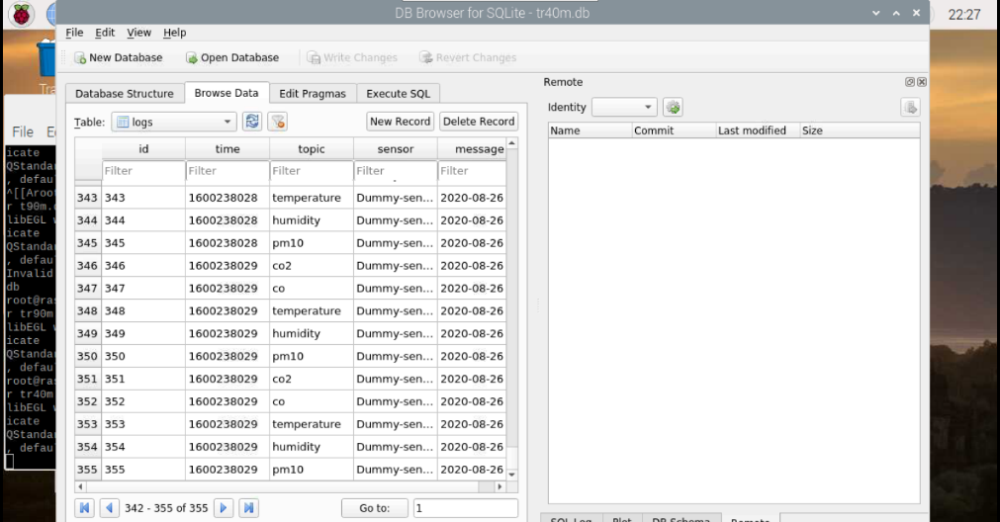 DB Browser for SQLite - tr40m.db
22:27
File Edit View Help
New Database Open Database Write Changes Revert Changes
Database Structure Browse Data Edit Pragmas Execute SQL
Table: logs New Record Delete Record
id time topic sensor message
Filter Filter Filter Filter Filter
343 343 1600238028 temperature Dummy-sen... 2020-08-26
344 344 1600238028 humidity Dummy-sen... 2020-08-26
345 345 1600238028 pm10 Dummy-sen... 2020-08-26
346 346 1600238029 co2 Dummy-sen... 2020-08-26
347 347 1600238029 co Dummy-sen... 2020-08-26
348 348 1600238029 temperature Dummy-sen... 2020-08-26
349 349 1600238029 humidity Dummy-sen... 2020-08-26
350 350 1600238029 pm10 Dummy-sen... 2020-08-26
351 351 1600238029 co2 Dummy-sen... 2020-08-26
352 352 1600238029 co Dummy-sen... 2020-08-26
353 353 1600238029 temperature Dummy-sen... 2020-08-26
354 354 1600238029 humidity Dummy-sen... 2020-08-26
355 355 1600238029 pm10 Dummy-sen... 2020-08-26
342 - 355 of 355 Go to: 1
Remote
Identity
Name Commit Last modified Size
SQL Log Plot DB Schema Remote
Tra
File E
icate
QStanda
, defau
^[[Aroo
r t90m.
libEGL w
icate
QStanda
, defau
Invalid
db
root@ra
r tr90m
libEGL w
icate
QStanda
, defau
root@ra
r tr40m
libEGL w
icate
QStanda
, defau